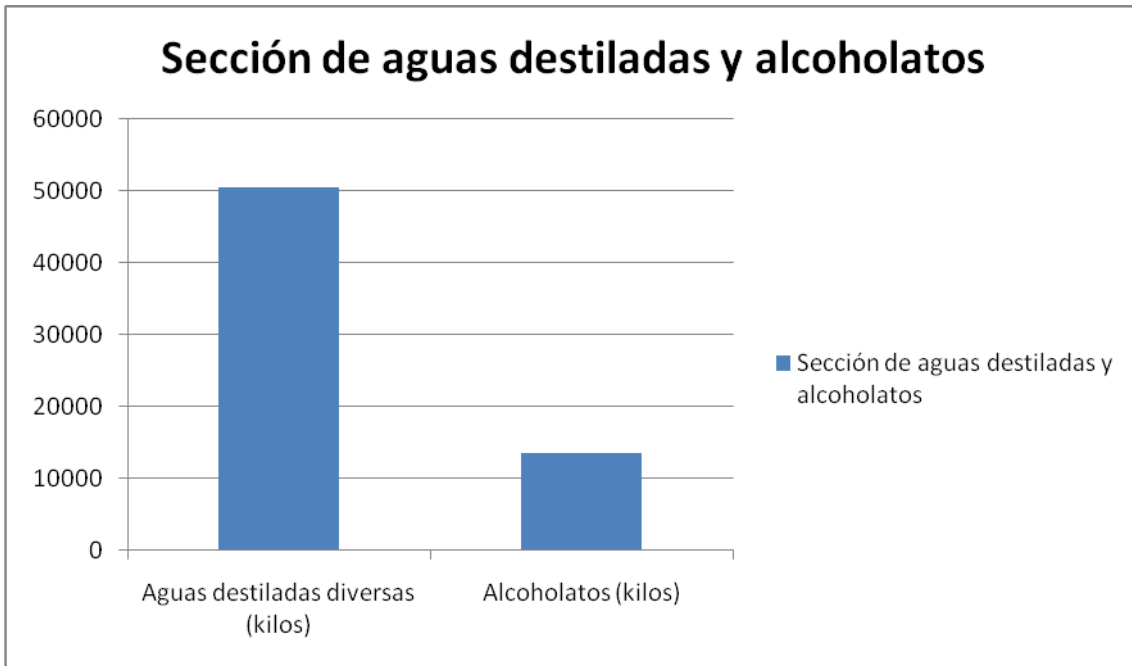 Sección de aguas destiladas y alcoholatos
60000
50000
40000
30000
20000
10000
0
Aguas destiladas diversas
(kilos)
Alcoholatos (kilos)
Sección de aguas destiladas y
alcoholatos